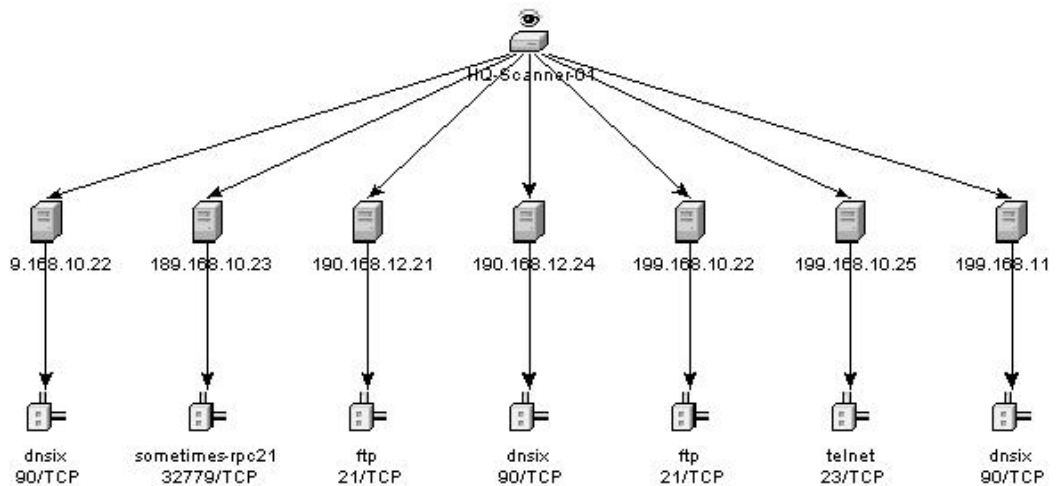 HQ-Scanner-01
9.168.10.22
189.168.10.23
190.168.12.21
190.168.12.24
199.168.10.22
199.168.10.25
199.168.11
dnsix
90/TCP
sometimes-rpc21
32779/TCP
ftp
21/TCP
dnsix
90/TCP
ftp
21/TCP
telnet
23/TCP
dnsix
90/TCP